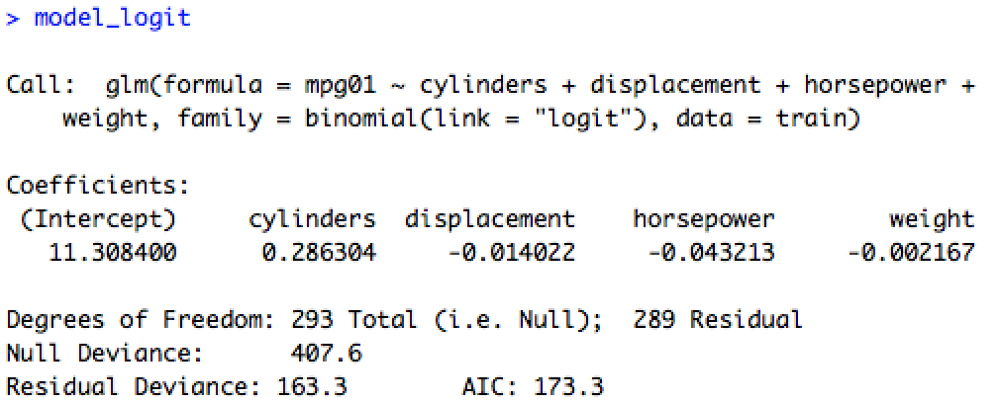 > model_logit
Call:  glm(formula = mpg01 ~ cylinders + displacement + horsepower +
    weight, family = binomial(link = "logit"), data = train)
Coefficients:
 (Intercept)     cylinders  displacement    horsepower        weight
   11.308400      0.286304     -0.014022     -0.043213     -0.002167
Degrees of Freedom: 293 Total (i.e. Null);  289 Residual
Null Deviance:      407.6
Residual Deviance: 163.3        AIC: 173.3